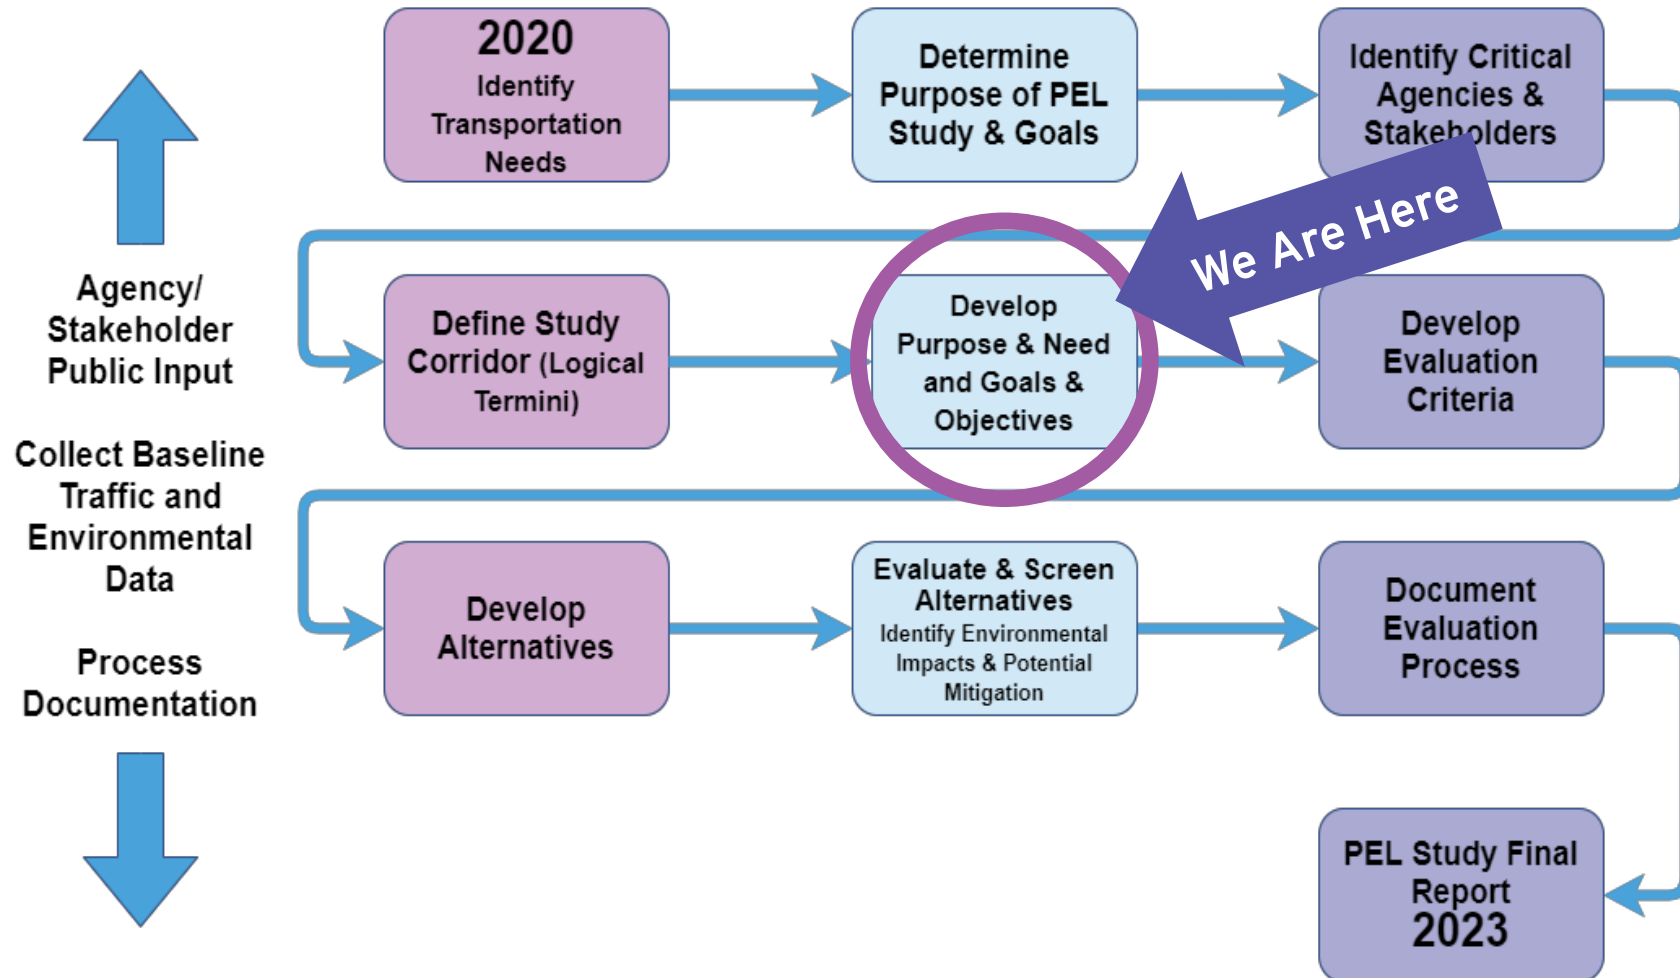 2020
Identify
Transportation
Needs
Determine
Purpose of PEL
Study & Goals
Identify Critical
Agencies &
Stakeholders
We Are Here
Agency/
Stakeholder
Public Input
Collect Baseline
Traffic and
Environmental
Data
Process
Documentation
Define Study
Corridor (Logical
Termini)
Develop
Purpose & Need
and Goals &
Objectives
Develop
Evaluation
Criteria
Develop
Alternatives
Evaluate & Screen
Alternatives
Identify Environmental
Impacts & Potential
Mitigation
Document
Evaluation
Process
PEL Study Final
Report
2023